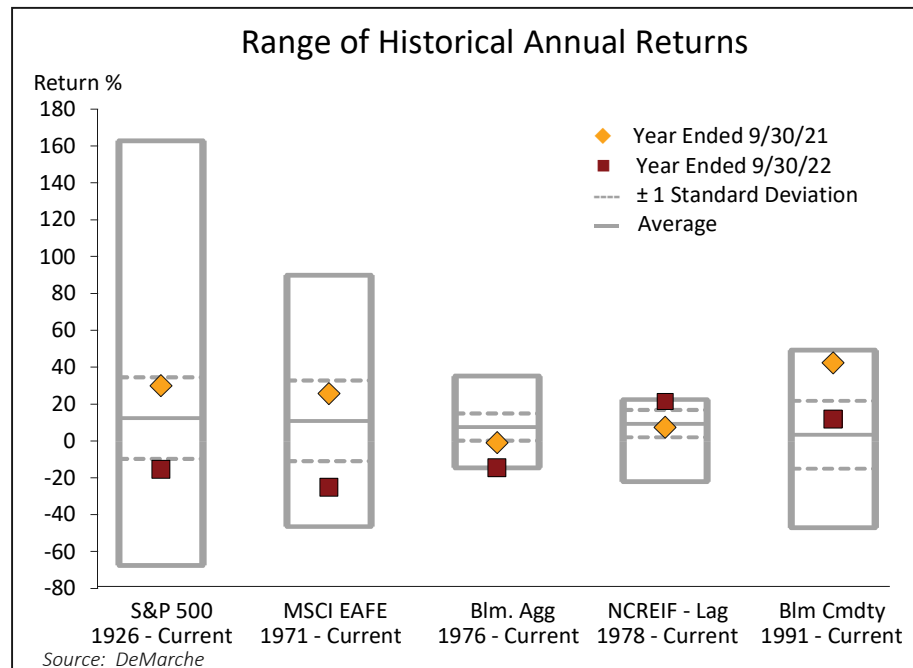 Range of Historical Annual Returns
Return %
180
160
140
120
100
80
60
40
20
0
-20
-40
-60
-80
Year Ended 9/30/21
Year Ended 9/30/22
± 1 Standard Deviation
Average
S&P 500 MSCI EAFE Blm. Agg NCREIF - Lag Blm Cmdty
1926 - Current 1971 - Current 1976 - Current 1978 - Current 1991 - Current
Source: DeMarche